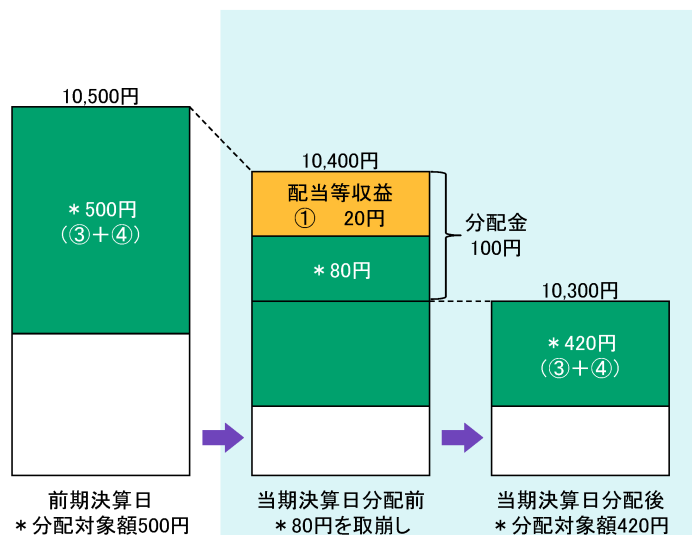 10,500円
＊500円
（③＋④）
10,400円
配当等収益
① 20円
＊80円
分配金
100円
10,300円
＊420円
（③＋④）
前期決算日
＊分配対象額500円
当期決算日分配前
＊80円を取崩し
当期決算日分配後
＊分配対象額420円